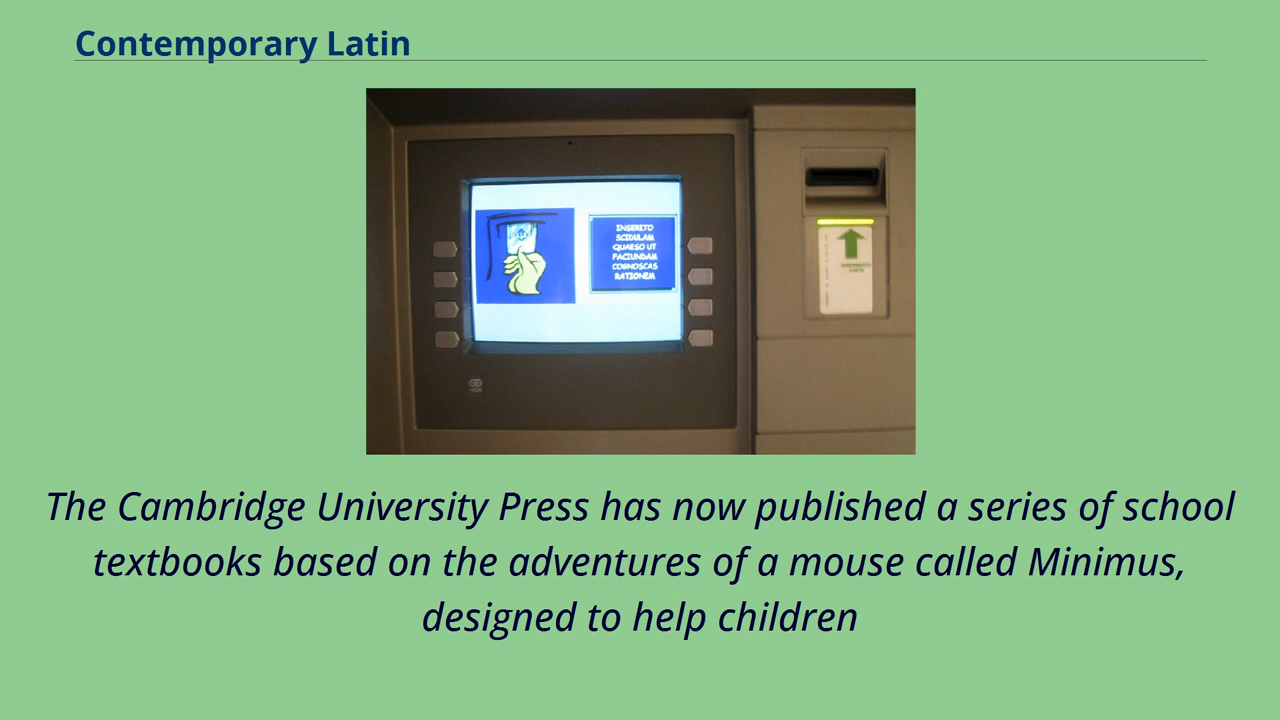 Contemporary Latin
INSERITO
SCIDULAM
QUAESO UT
FACIUNDAM
COGNOSCAS
RATIONEM
The Cambridge University Press has now published a series of school
textbooks based on the adventures of a mouse called Minimus,
designed to help children